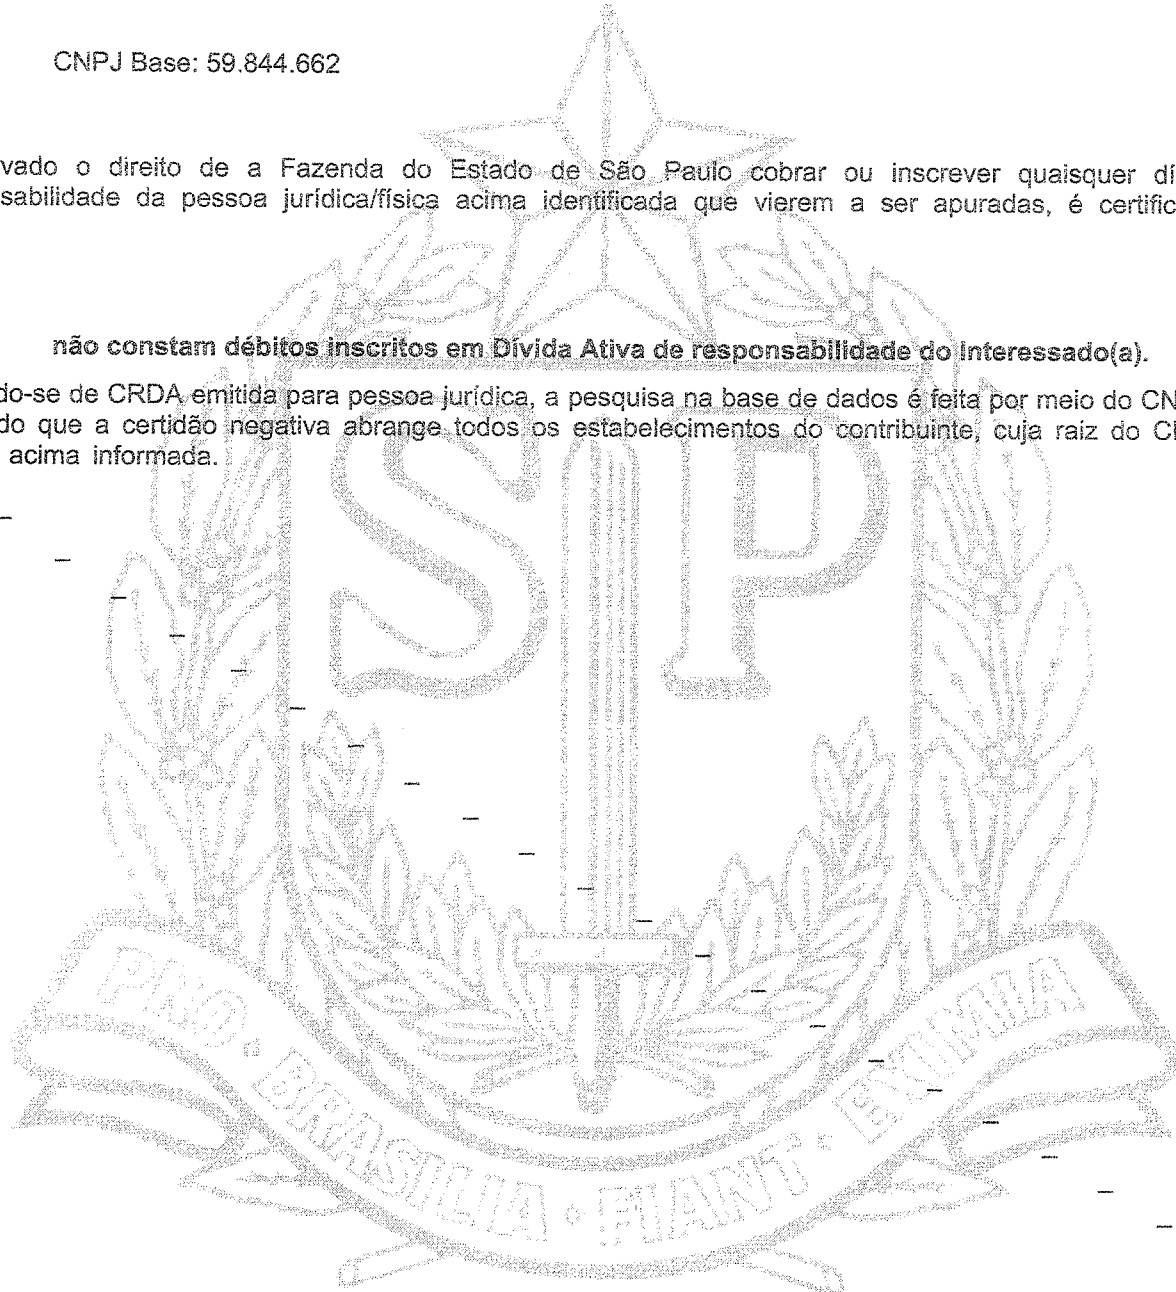 CNPJ Base: 59.844.662
vado o direito de a Fazenda do Estado de São Paulo cobrar ou inscrever quaisquer dí
sabilidade da pessoa jurídica/física acima identificada que vierem a ser apuradas, é certific
não constam débitos inscritos em Dívida Ativa de responsabilidade do Interessado(a).
do-se de CRDA emitida para pessoa jurídica, a pesquisa na base de dados é feita por meio do CN
do que a certidão negativa abrange todos os estabelecimentos do contribuinte, cuja raiz do C
acima informada.
SP
PRO · BRASILIA · FIANT · EXIMIA